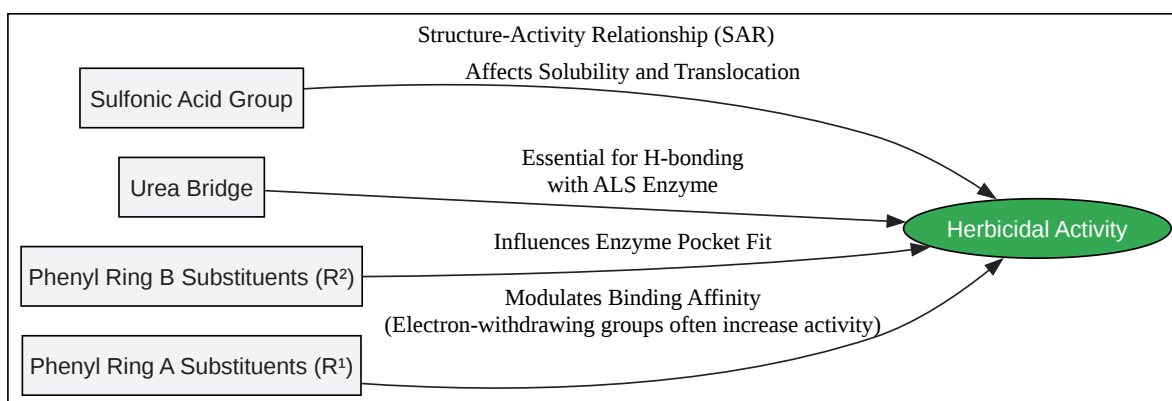 Structure-Activity Relationship (SAR)
Affects Solubility and Translocation
Sulfonic Acid Group
Essential for H-bonding
with ALS Enzyme
Urea Bridge
Herbicidal Activity
Influences Enzyme Pocket Fit
Phenyl Ring B Substituents (R²)
Modulates Binding Affinity
(Electron-withdrawing groups often increase activity)
Phenyl Ring A Substituents (R¹)